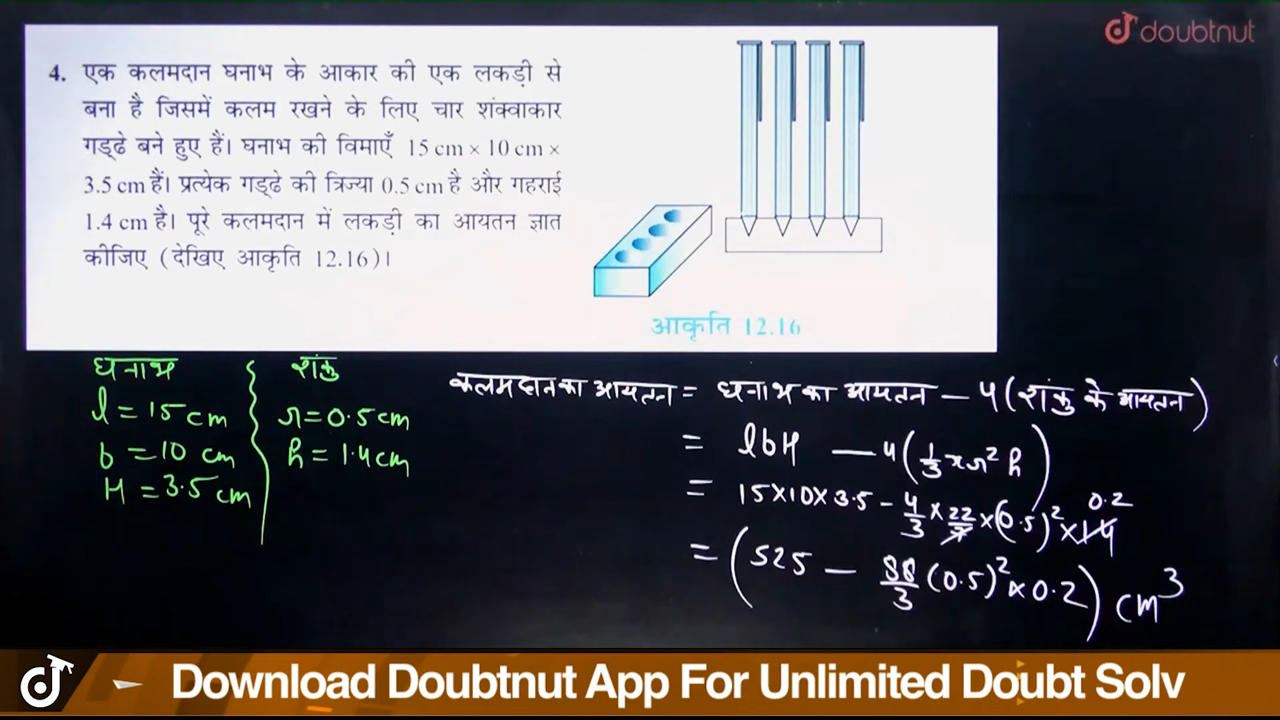 doubtnut
4. एक कलमदान घनाभ के आकार की एक लकड़ी से
बना है जिसमें कलम रखने के लिए चार शंक्वाकार
गड्ढे बने हुए हैं। घनाभ की विमाएँ 15 cm × 10 cm ×
3.5 cm हैं। प्रत्येक गड्ढे की त्रिज्या 0.5 cm है और गहराई
1.4 cm है। पूरे कलमदान में लकड़ी का आयतन ज्ञात
कीजिए (देखिए आकृति 12.16)।
आकृति 12.16
घनाभ
l = 15 cm
b = 10 cm
H = 3.5 cm
शंकु
r = 0.5 cm
h = 1.4 cm
कलमदान का आयतन = घनाभ का आयतन – 4 (शंकु के आयतन)
= lbH – 4 (1/3 πr² h)
= 15×10×3.5 – 4/3 × 22/7 × (0.5)² × 1.4 0.2
= (525 – 88/3 (0.5)² × 0.2) cm³
Download Doubtnut App For Unlimited Doubt Solv